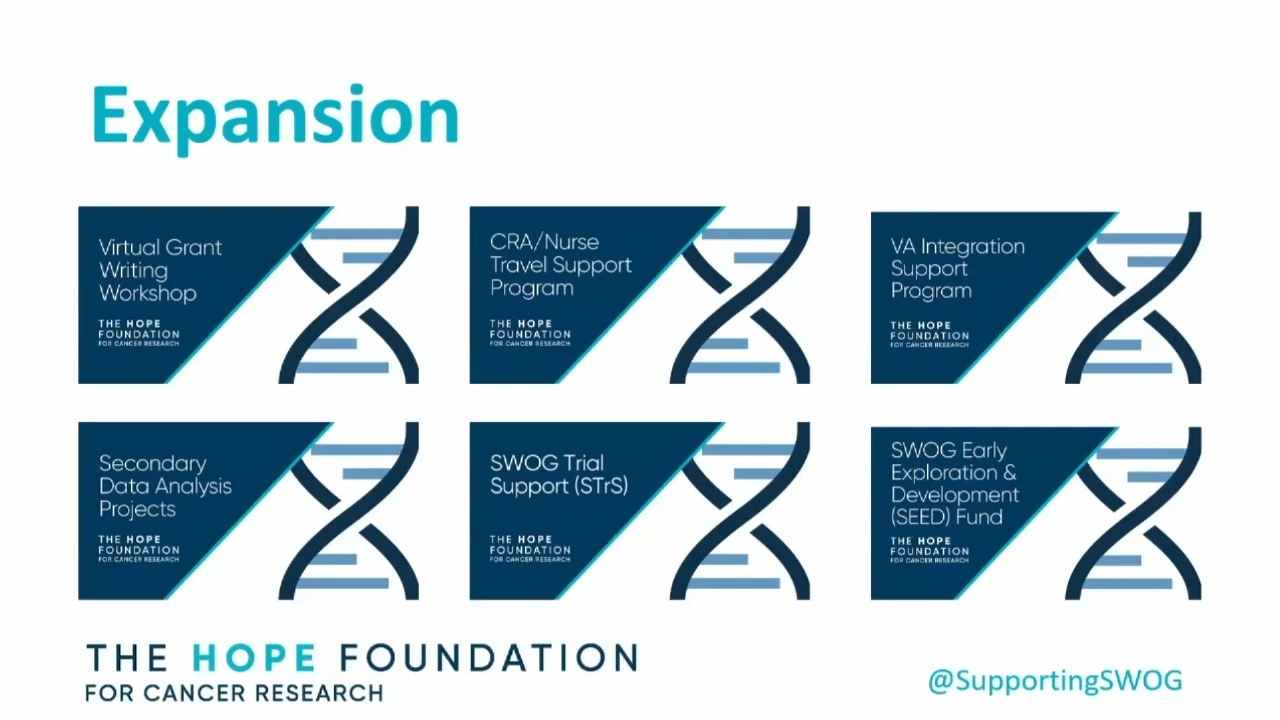 Expansion
Virtual Grant
Writing
Workshop
THE HOPE
FOUNDATION
FOR CANCER RESEARCH
CRA/Nurse
Travel Support
Program
THE HOPE
FOUNDATION
FOR CANCER RESEARCH
VA Integration
Support
Program
THE HOPE
FOUNDATION
FOR CANCER RESEARCH
Secondary
Data Analysis
Projects
THE HOPE
FOUNDATION
FOR CANCER RESEARCH
SWOG Trial
Support (STrS)
THE HOPE
FOUNDATION
FOR CANCER RESEARCH
SWOG Early
Exploration &
Development
(SEED) Fund
THE HOPE
FOUNDATION
FOR CANCER RESEARCH
THE HOPE FOUNDATION
FOR CANCER RESEARCH
@SupportingSWOG